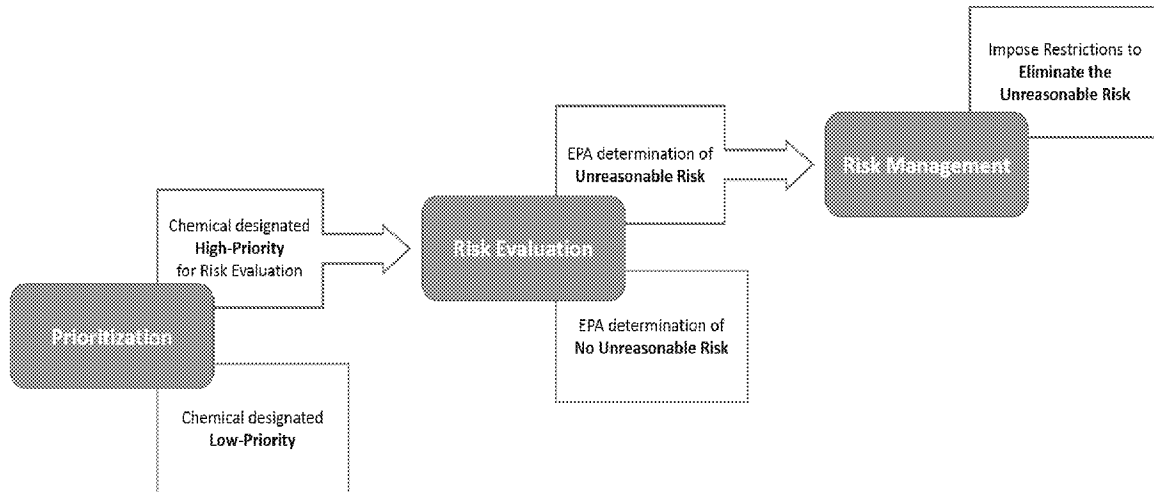 Prioritization
Chemical designated
High-Priority
for Risk Evaluation
Chemical designated
Low-Priority
Risk Evaluation
EPA determination of
Unreasonable Risk
EPA determination of
No Unreasonable Risk
Risk Management
Impose Restrictions to
Eliminate the
Unreasonable Risk